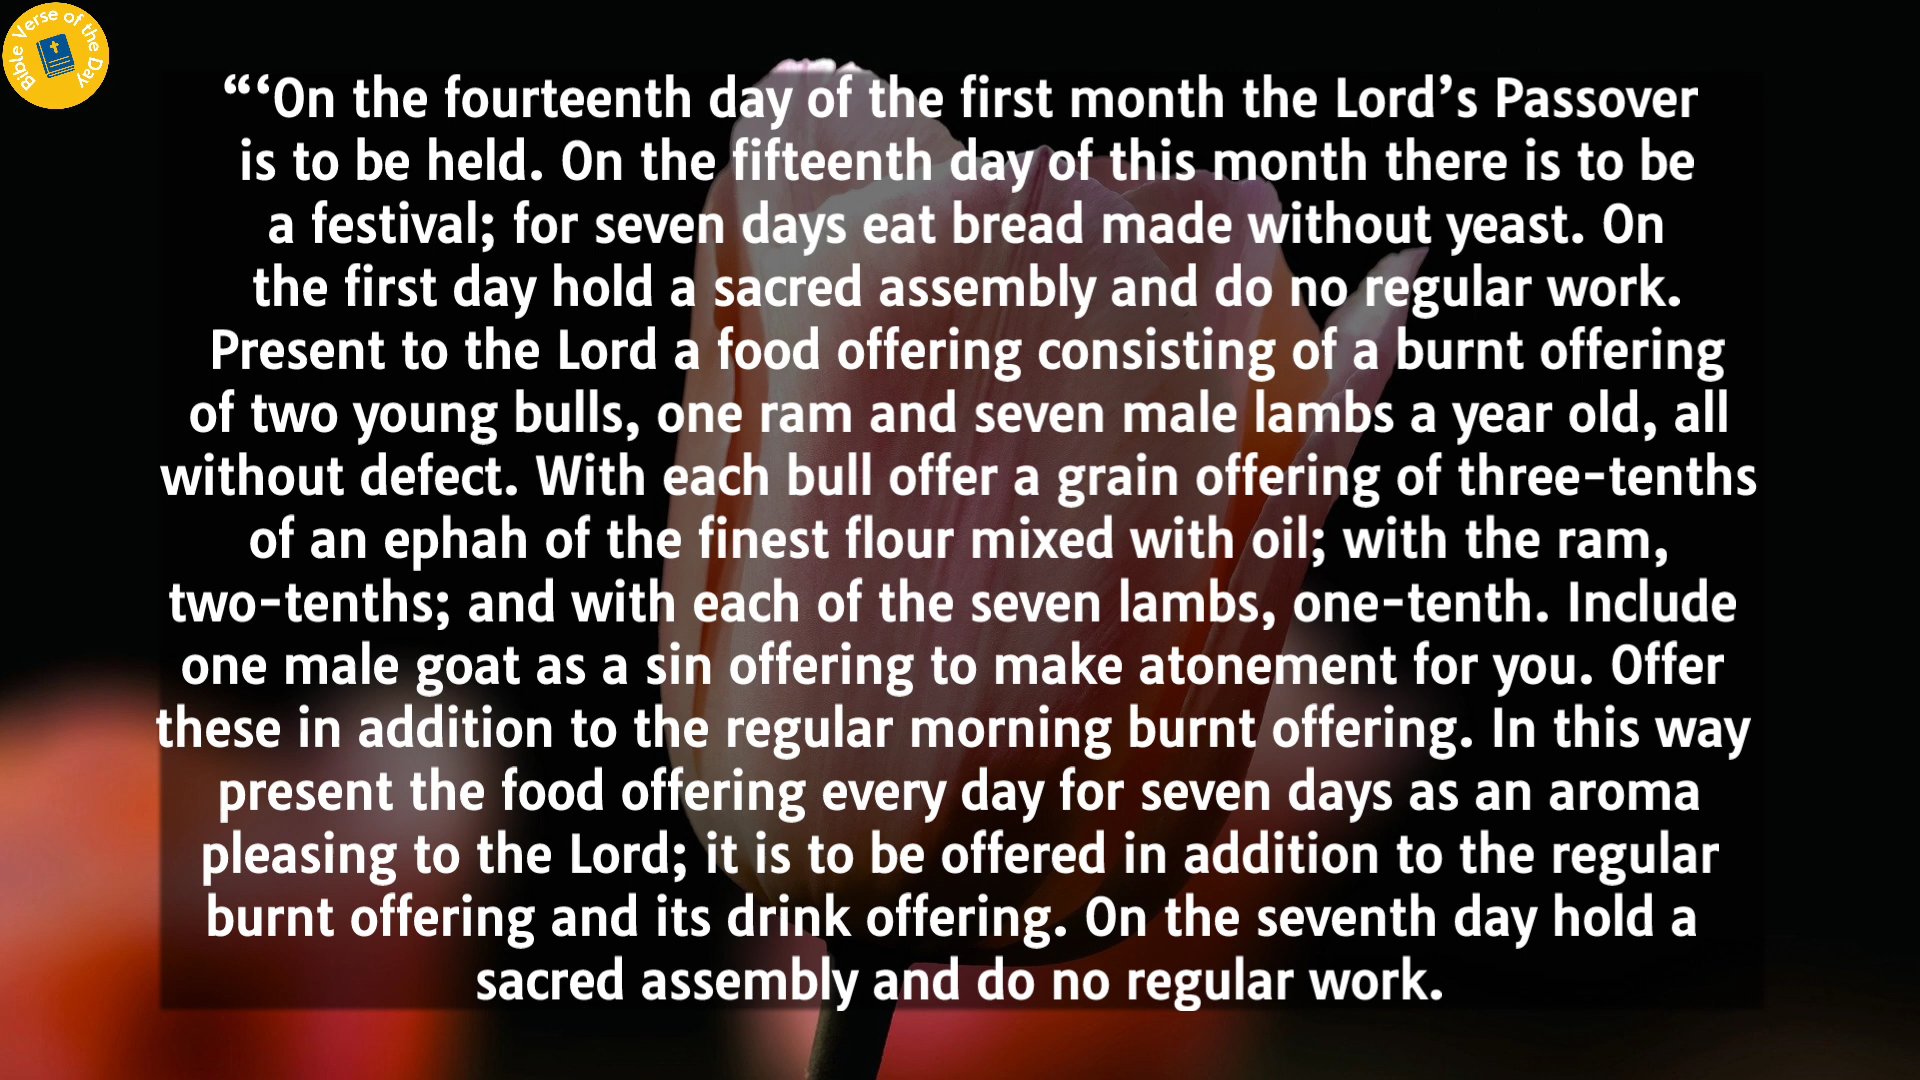 Bible Verse of the Day
“‘On the fourteenth day of the first month the Lord’s Passover
is to be held. On the fifteenth day of this month there is to be
a festival; for seven days eat bread made without yeast. On
the first day hold a sacred assembly and do no regular work.
Present to the Lord a food offering consisting of a burnt offering
of two young bulls, one ram and seven male lambs a year old, all
without defect. With each bull offer a grain offering of three-tenths
of an ephah of the finest flour mixed with oil; with the ram,
two-tenths; and with each of the seven lambs, one-tenth. Include
one male goat as a sin offering to make atonement for you. Offer
these in addition to the regular morning burnt offering. In this way
present the food offering every day for seven days as an aroma
pleasing to the Lord; it is to be offered in addition to the regular
burnt offering and its drink offering. On the seventh day hold a
sacred assembly and do no regular work.